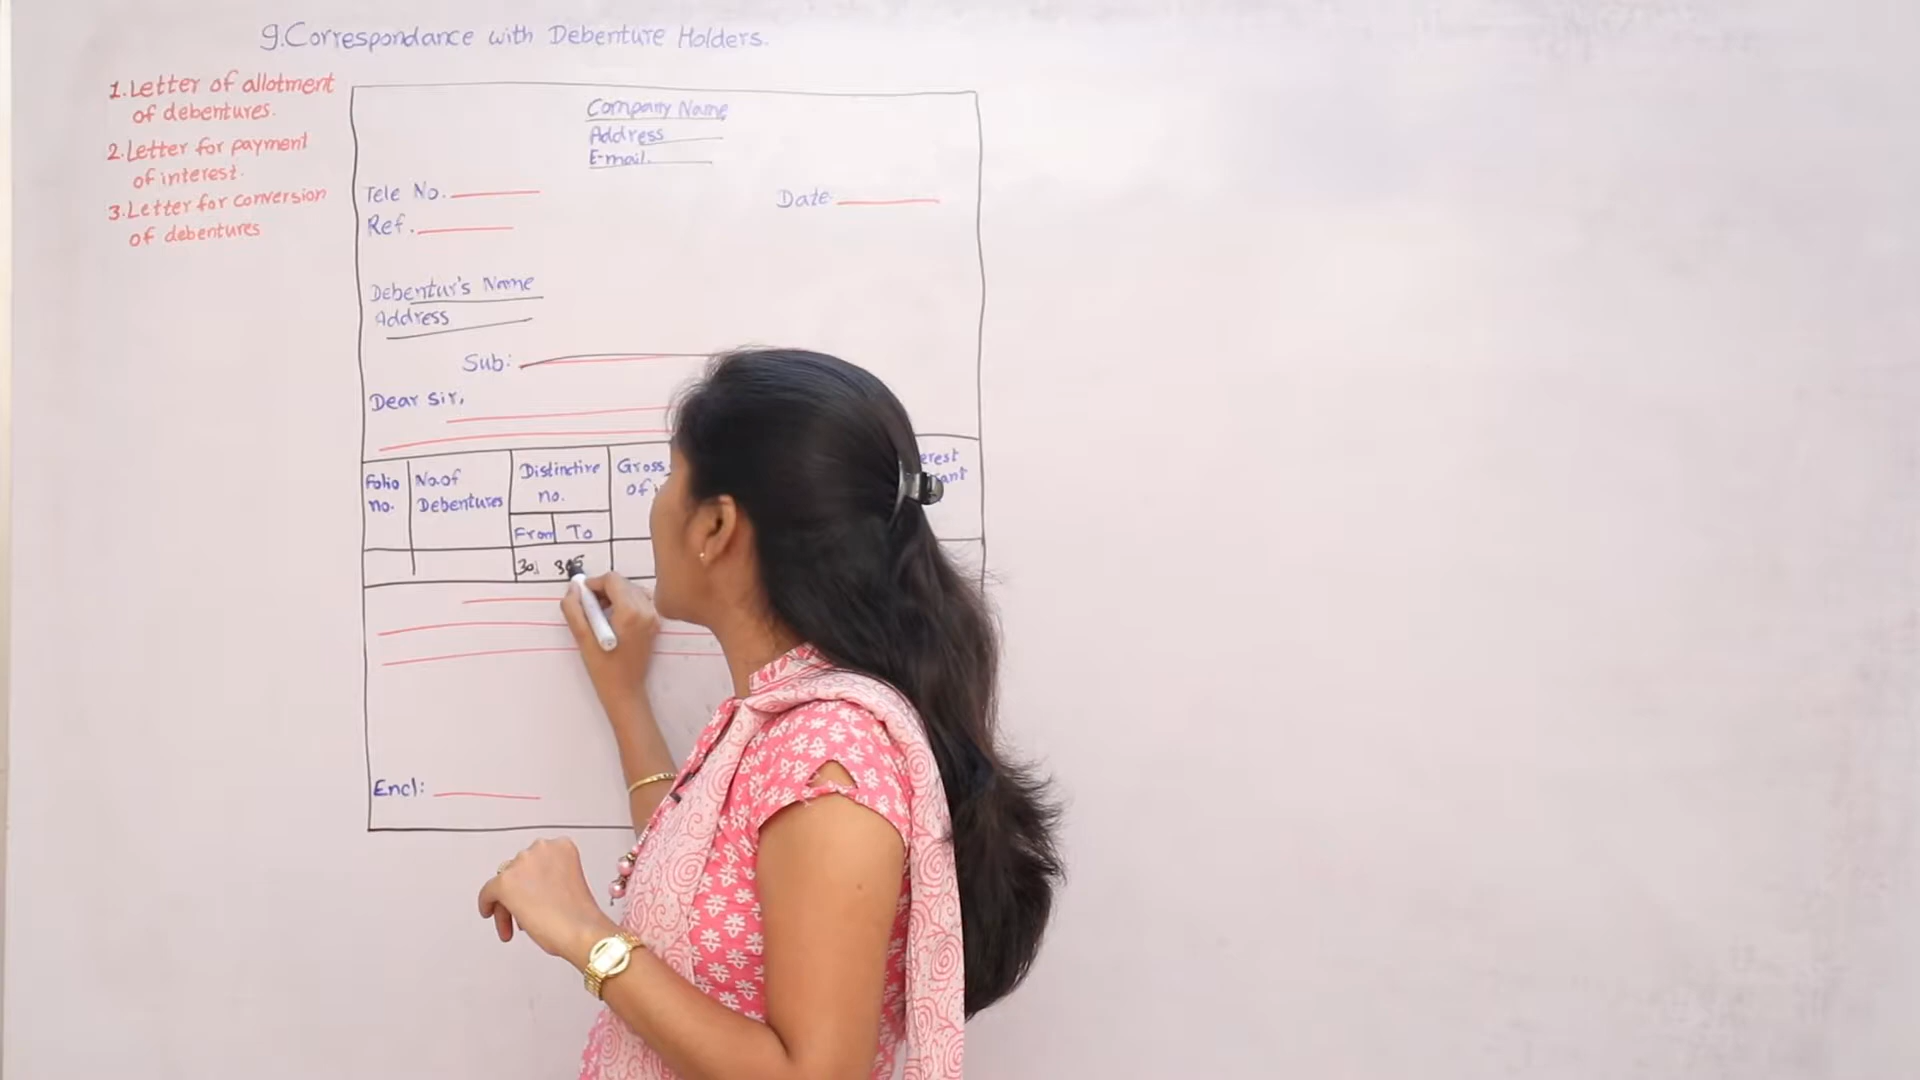 9.Correspondance with Debenture Holders.
1.Letter of allotment
of debentures.
2.Letter for payment
of interest.
3.Letter for conversion
of debentures
Company Name
Address
E-mail.
Tele No.
Date
Ref.
Debentur's Name
Address
Sub:
Dear Sir,
Folio
no.
No.of
Debentures
Distinctive
no.
From To
Gross
of
301
Encl: